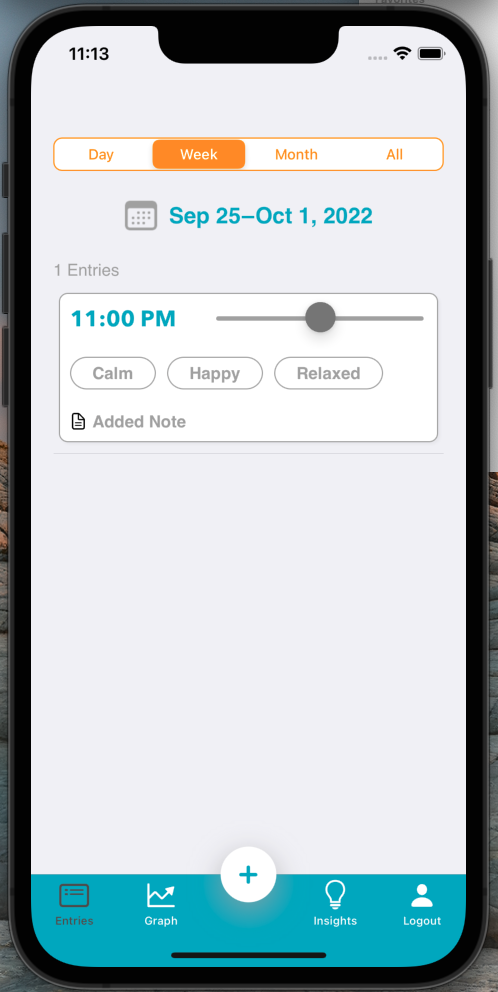 Favorites
11:13
Day Week Month All
Sep 25–Oct 1, 2022
1 Entries
11:00 PM
Calm Happy Relaxed
Added Note
Entries Graph Insights Logout